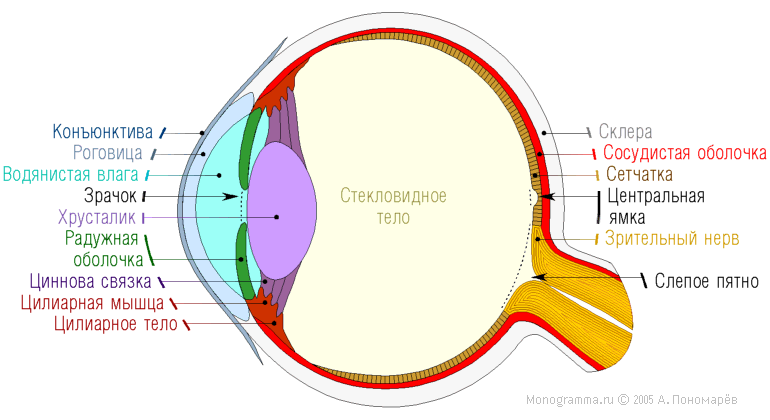 Конъюнктива
Роговица
Водянистая влага
Зрачок
Хрусталик
Радужная
оболочка
Циннова связка
Цилиарная мышца
Цилиарное тело
Стекловидное
тело
Склера
Сосудистая оболочка
Сетчатка
Центральная
ямка
Зрительный нерв
Слепое пятно
Monogramma.ru © 2005 А. Пономарёв